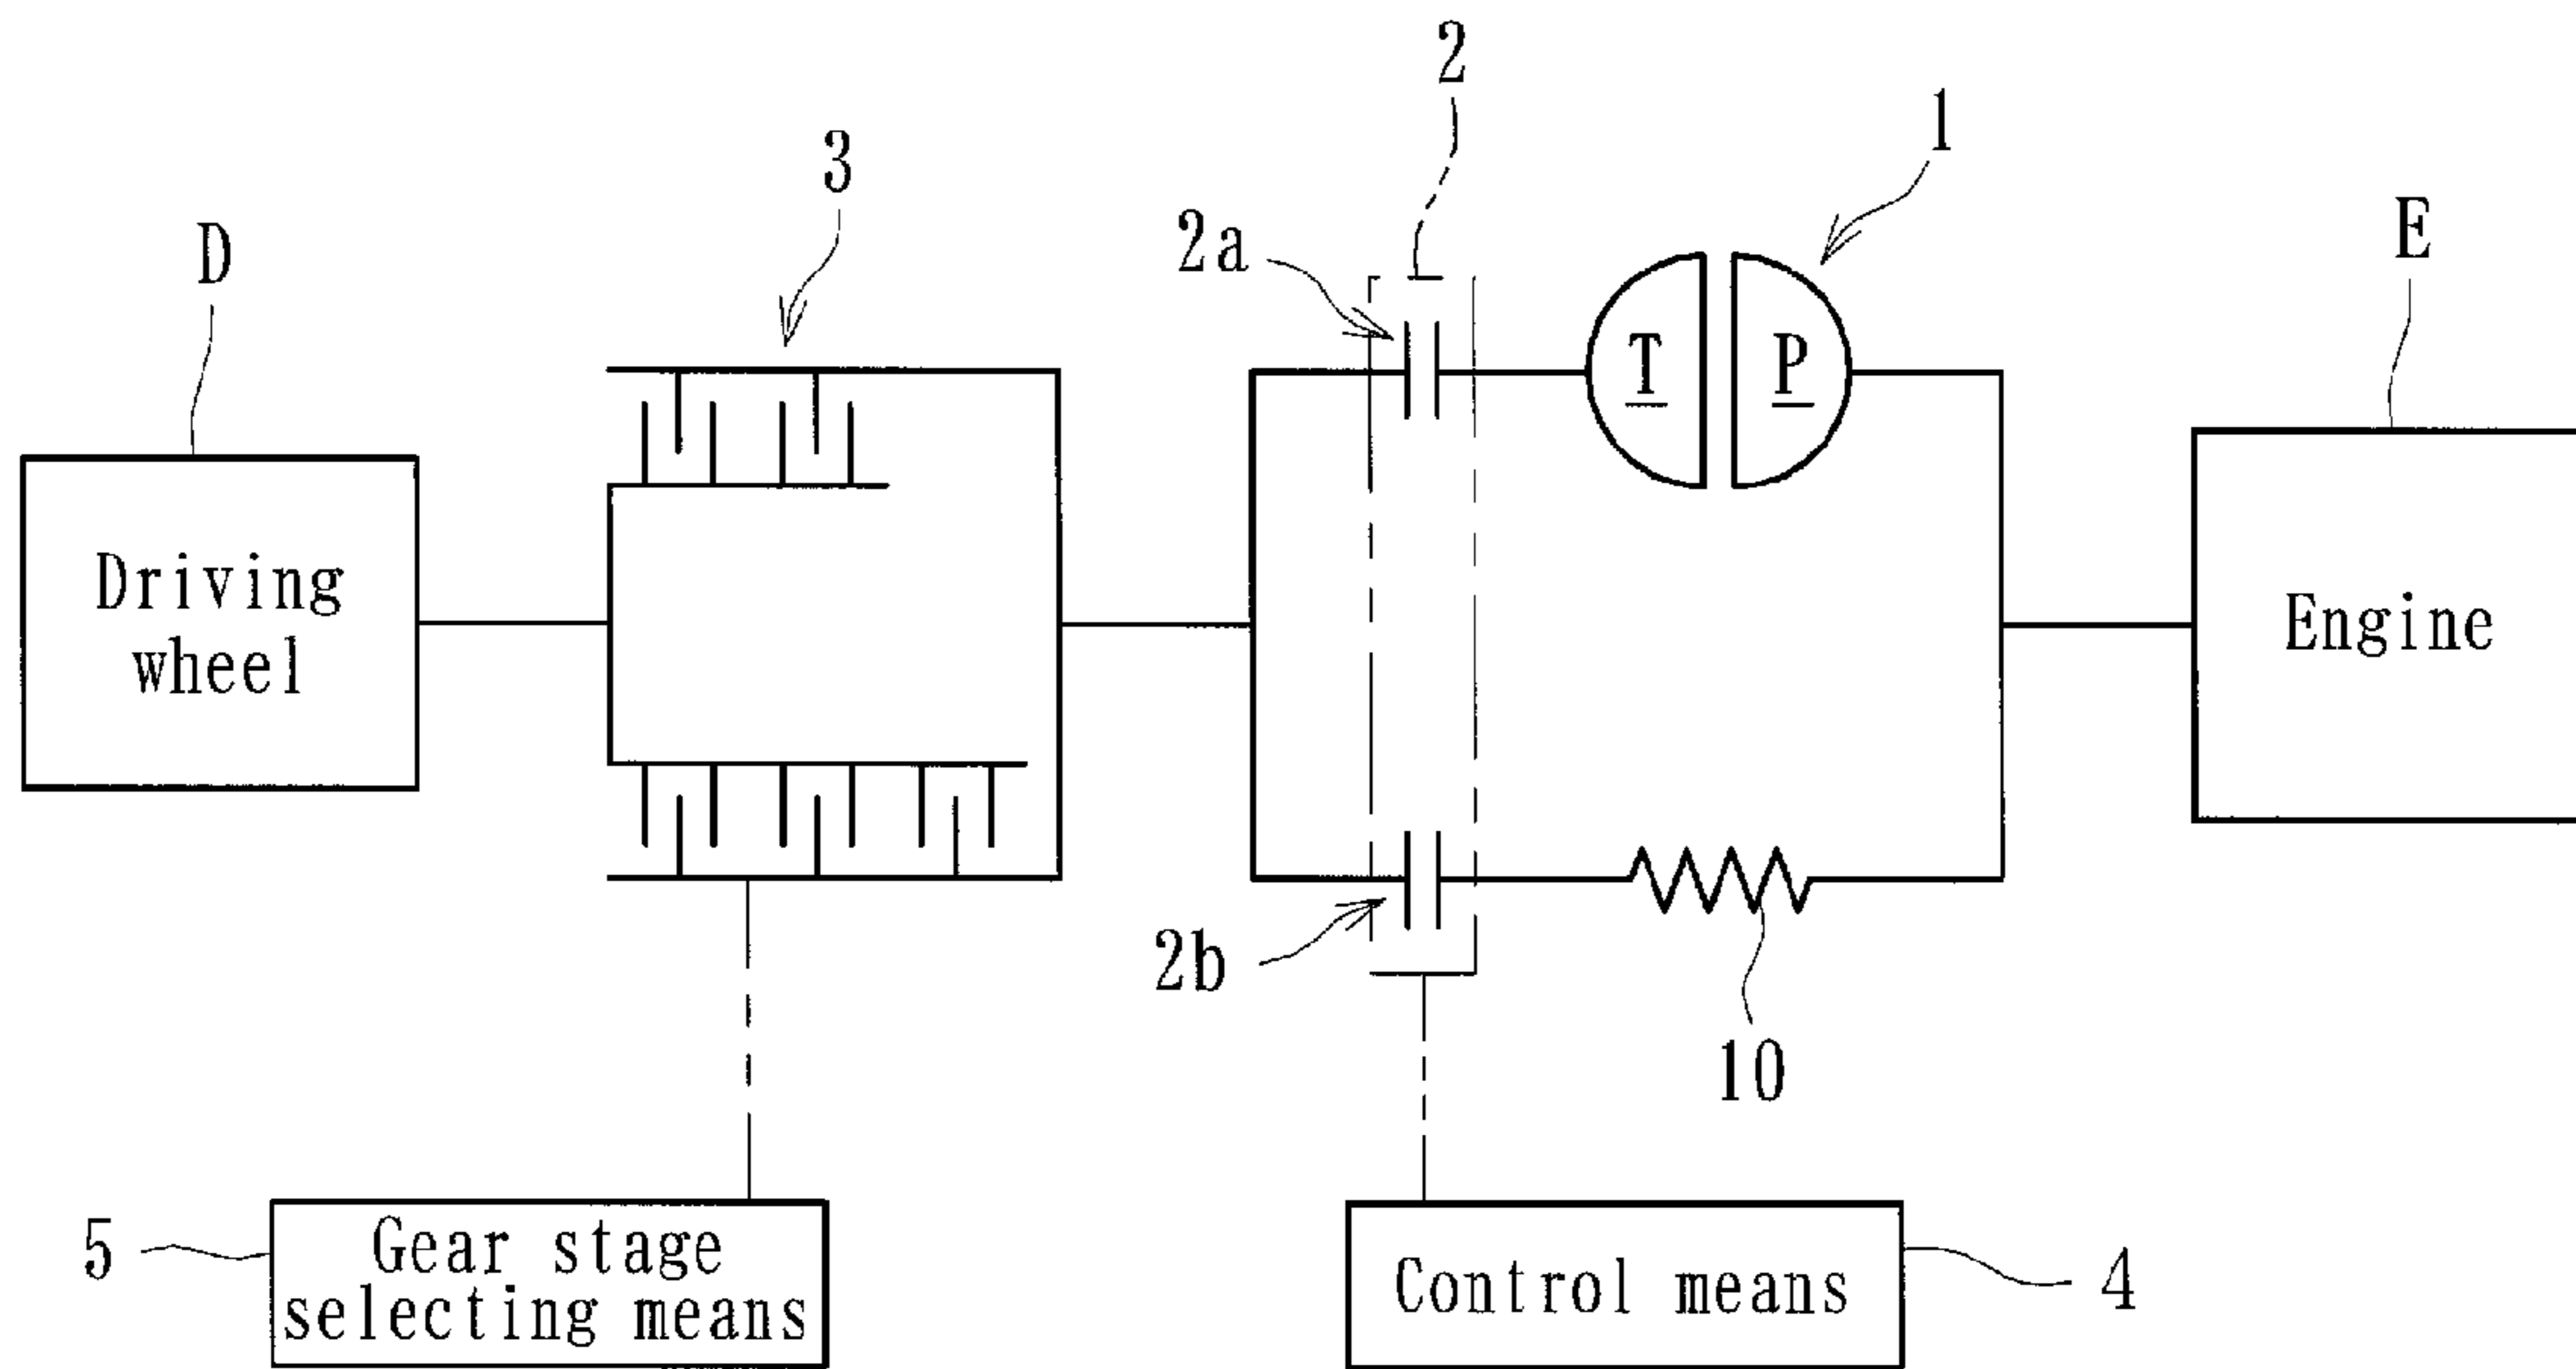 2
1
3
E
D
2a
T
P
Driving
wheel
Engine
2b
10
5
Gear stage
selecting means
Control means
4